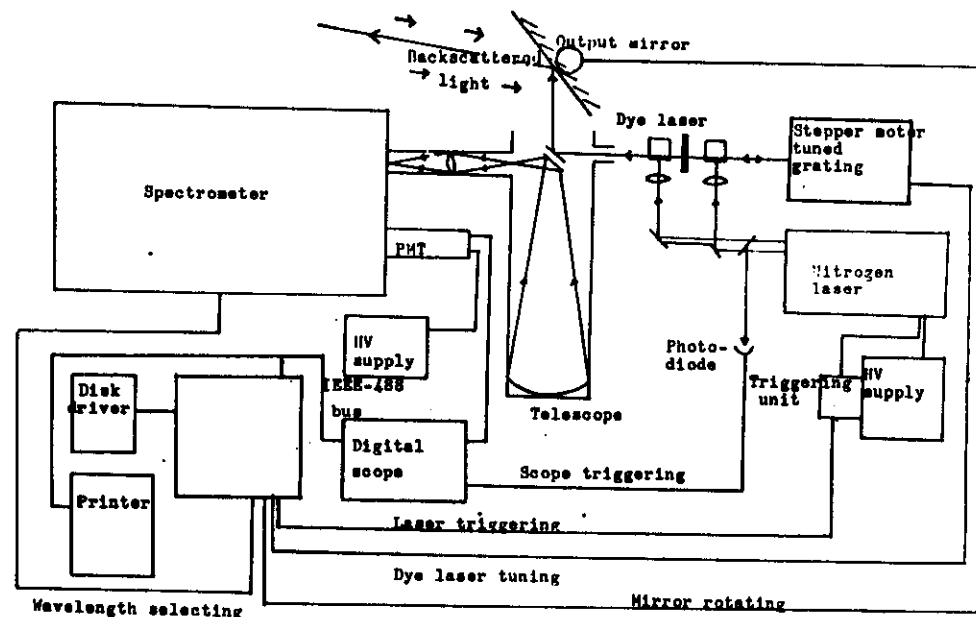 Output mirror
Backscattered
light
Dye laser
Stepper motor
tuned
grating
Spectrometer
PMT
Nitrogen
laser
HV
supply
Photo-
diode
Triggering
unit
HV
supply
IEEE-488
bus
Disk
driver
Telescope
Digital
scope
Scope triggering
Printer
Laser triggering
Dye laser tuning
Wavelength selecting
Mirror rotating